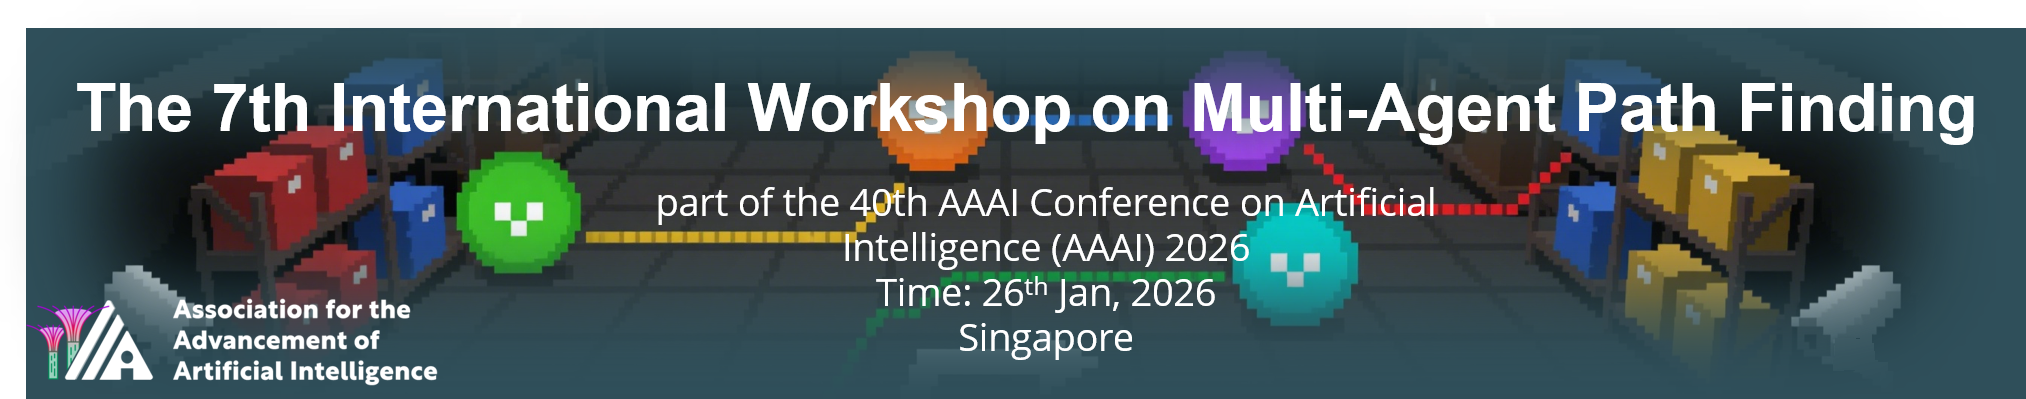 The 7th International Workshop on Multi-Agent Path Finding
part of the 40th AAAI Conference on Artificial
Intelligence (AAAI) 2026
Time: 26th Jan, 2026
Singapore
Association for the
Advancement of
Artificial Intelligence